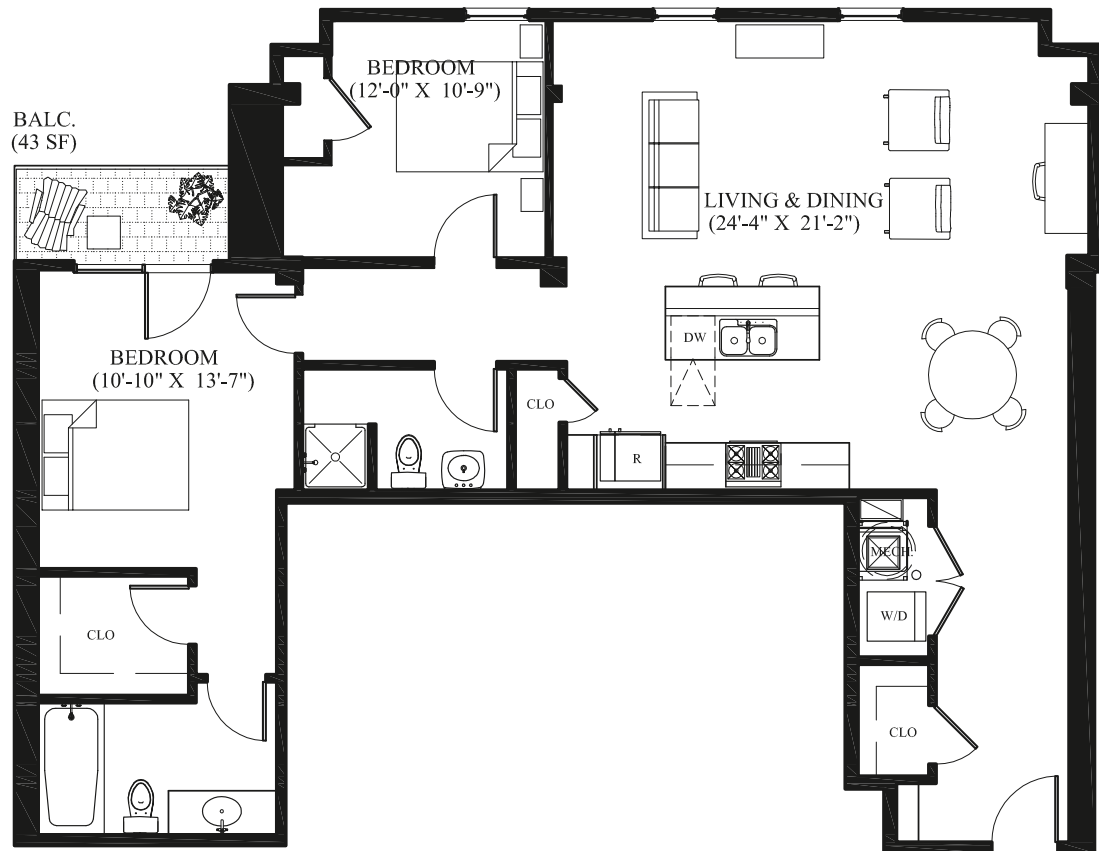 BEDROOM
(12'-0" X 10'-9")
BALC.
(43 SF)
LIVING & DINING
(24'-4" X 21'-2")
DW
BEDROOM
(10'-10" X 13'-7")
CLO
R
MECH.
W/D
CLO
CLO